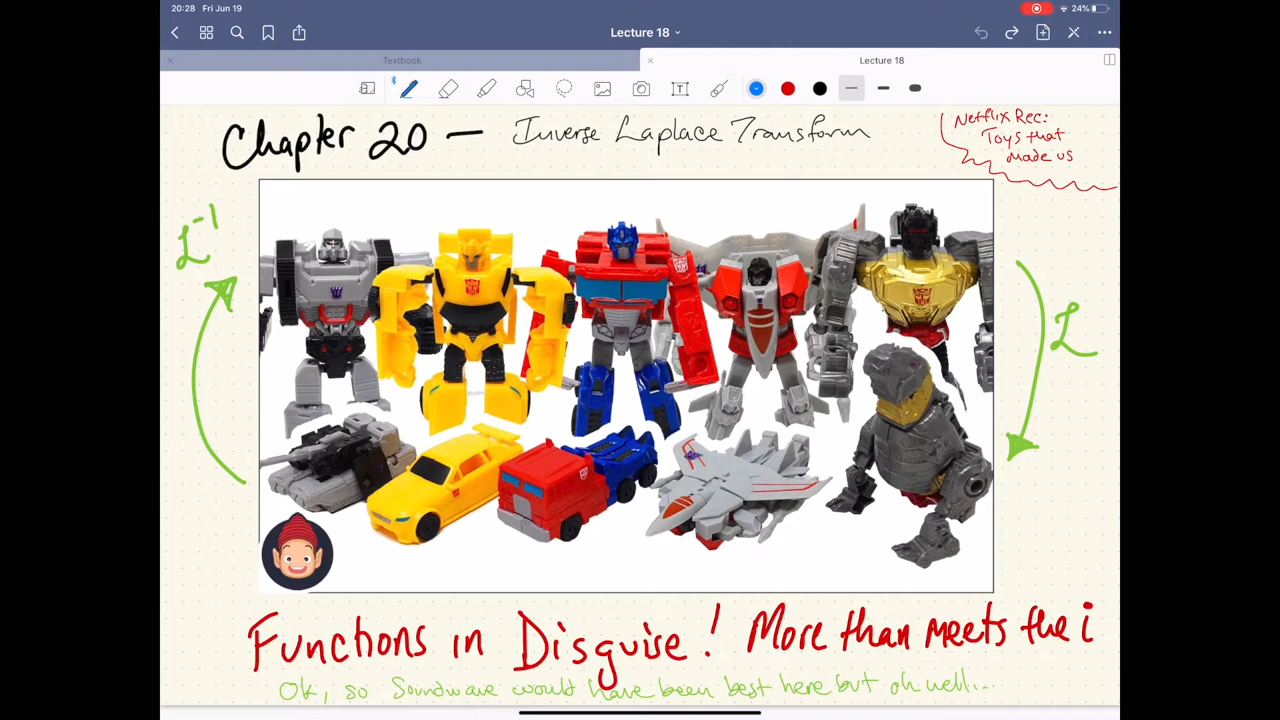 20:28 Fri Jun 19
24%
Lecture 18
Textbook
Lecture 18
T
Chapter 20 — Inverse Laplace Transform
Netflix Rec:
Toys that
made us
ℒ⁻¹
ℒ
Functions in Disguise! More than meets the i
Ok, so Soundwave would have been best here but oh well...